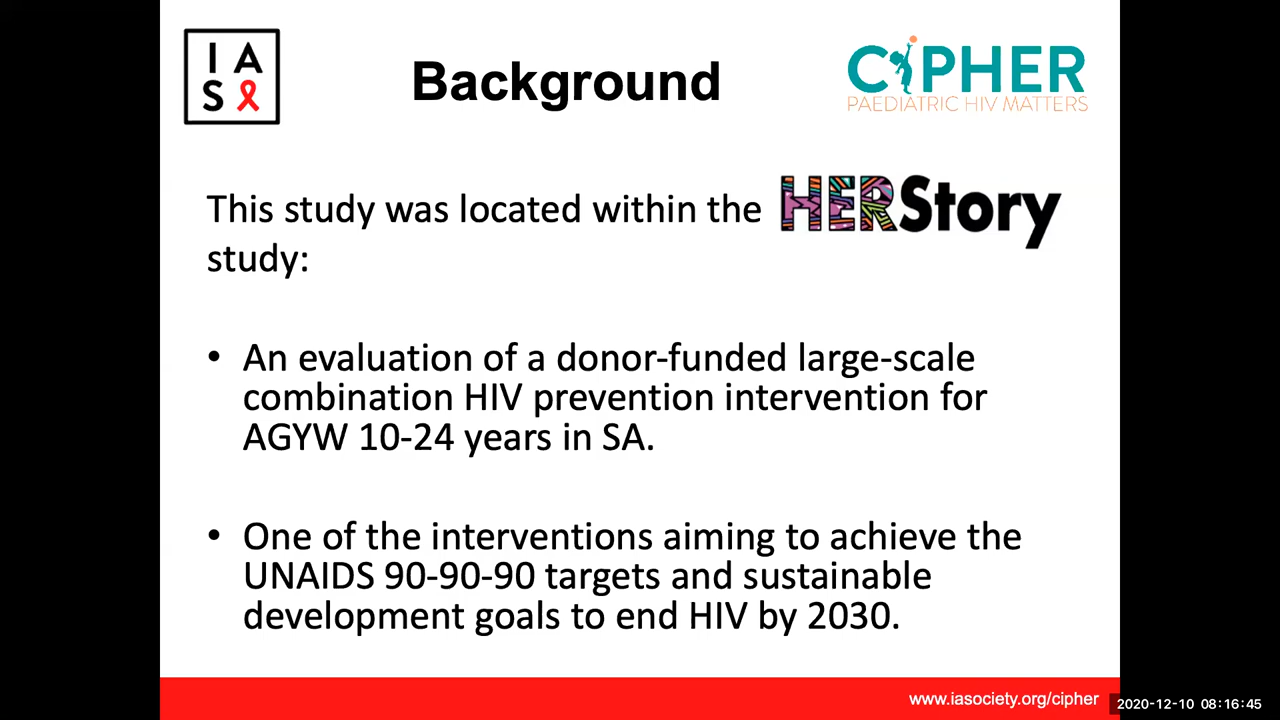 IA
S
Background
CIPHER
PAEDIATRIC HIV MATTERS
This study was located within the HERStory
study:
• An evaluation of a donor-funded large-scale
combination HIV prevention intervention for
AGYW 10-24 years in SA.
• One of the interventions aiming to achieve the
UNAIDS 90-90-90 targets and sustainable
development goals to end HIV by 2030.
www.iasociety.org/cipher
2020-12-10 08:16:45